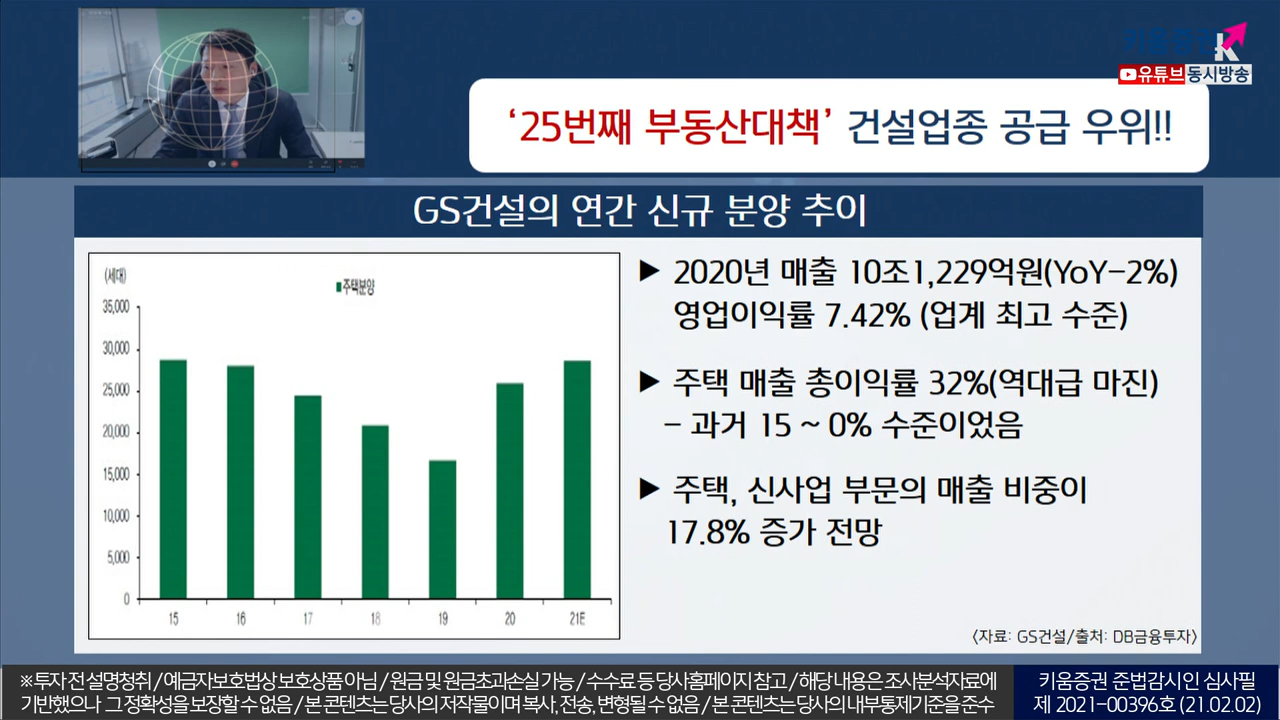 키움증권
유튜브 동시방송
‘25번째 부동산대책’ 건설업종 공급 우위!!
GS건설의 연간 신규 분양 추이
(세대)
주택분양
35,000
30,000
25,000
20,000
15,000
10,000
5,000
0
15 16 17 18 19 20 21E
▶ 2020년 매출 10조1,229억원(YoY-2%)
영업이익률 7.42% (업계 최고 수준)
▶ 주택 매출 총이익률 32%(역대급 마진)
- 과거 15 ~ 0% 수준이었음
▶ 주택, 신사업 부문의 매출 비중이
17.8% 증가 전망
<자료: GS건설/출처: DB금융투자>
※ 투자 전 설명청취 / 예금자보호법상 보호상품 아님 / 원금 및 원금초과손실 가능 / 수수료 등 당사홈페이지 참고 / 해당 내용은 조사분석자료에
기반했으나 그 정확성을 보장할 수 없음 / 본 콘텐츠는 당사의 저작물이며 복사, 전송, 변형될 수 없음 / 본 콘텐츠는 당사의 내부통제기준을 준수
키움증권 준법감시인 심사필
제 2021-00396호 (21.02.02)